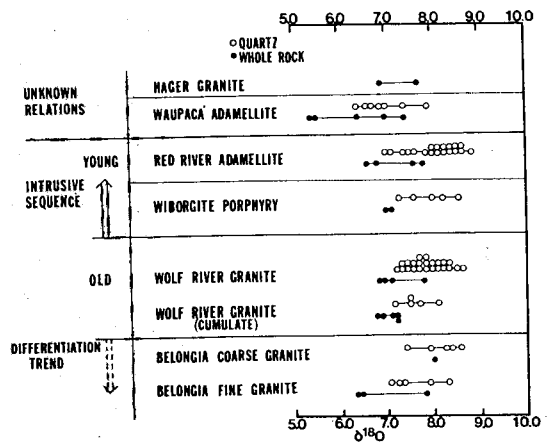 5.0 6.0 7.0 8.0 9.0 10.0
○QUARTZ
●WHOLE ROCK
UNKNOWN RELATIONS
HAGER GRANITE
WAUPACA ADAMELLITE
YOUNG
RED RIVER ADAMELLITE
INTRUSIVE SEQUENCE
WIBORGITE PORPHYRY
OLD
WOLF RIVER GRANITE
WOLF RIVER GRANITE
(CUMULATE)
DIFFERENTIATION TREND
BELONGIA COARSE GRANITE
BELONGIA FINE GRANITE
5.0 6.0 7.0 8.0 9.0 10.0
δ18O